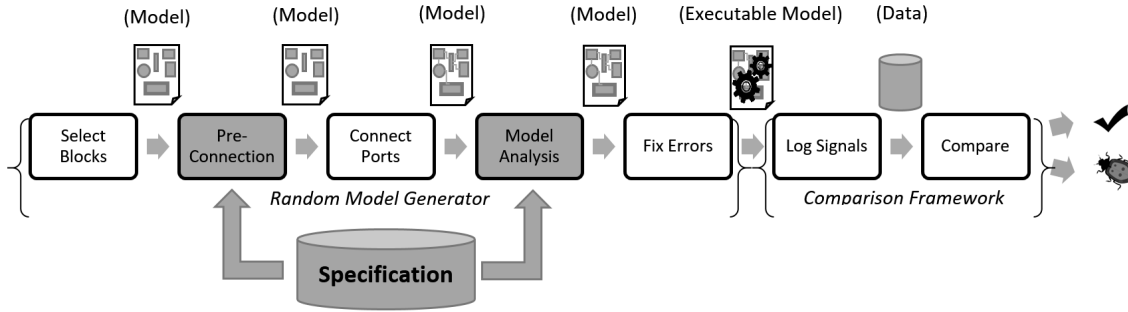 (Model)
(Model)
(Model)
(Model)
(Executable Model)
(Data)
Select
Blocks
Pre-
Connection
Connect
Ports
Model
Analysis
Fix Errors
Log Signals
Compare
Random Model Generator
Comparison Framework
Specification